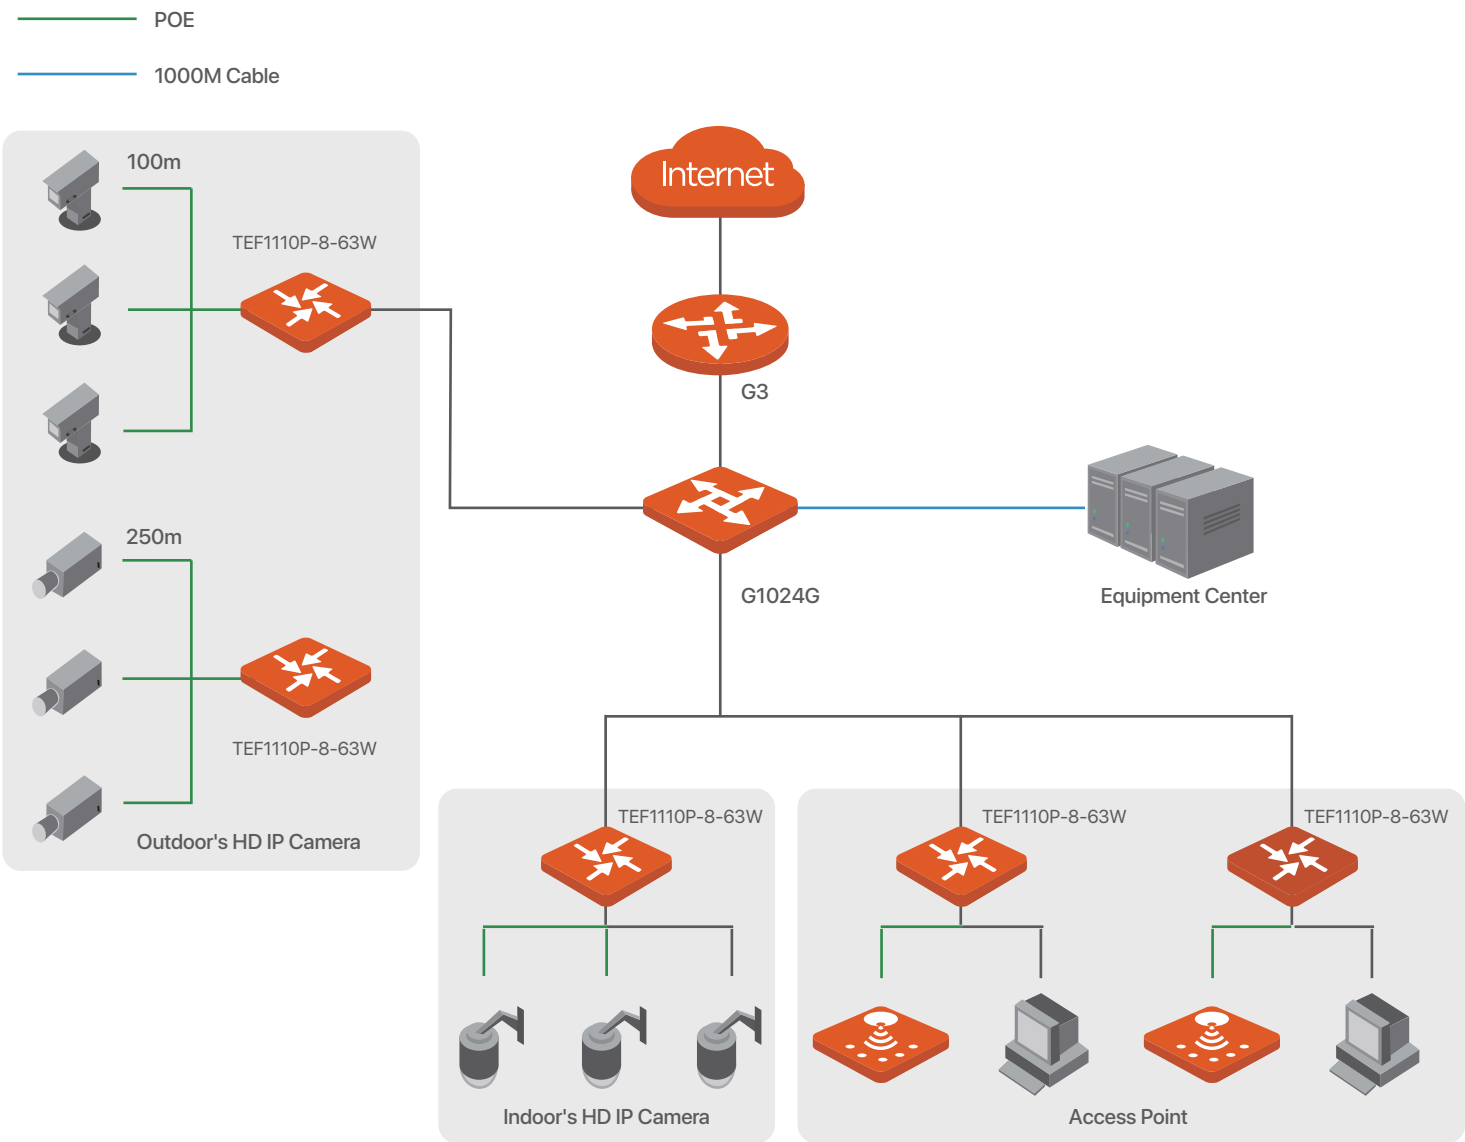 POE
1000M Cable
100m
TEF1110P-8-63W
250m
TEF1110P-8-63W
Outdoor's HD IP Camera
Internet
G3
G1024G
Equipment Center
TEF1110P-8-63W
Indoor's HD IP Camera
TEF1110P-8-63W
TEF1110P-8-63W
Access Point